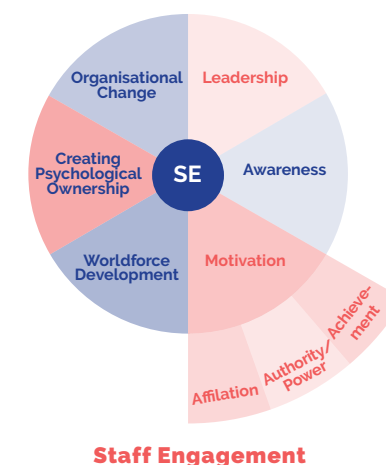 Organisational
Change
Leadership
Creating
Psychological
Ownership
SE
Awareness
Worldforce
Development
Motivation
Achieve-
ment
Authority/
Power
Affilation
Staff Engagement